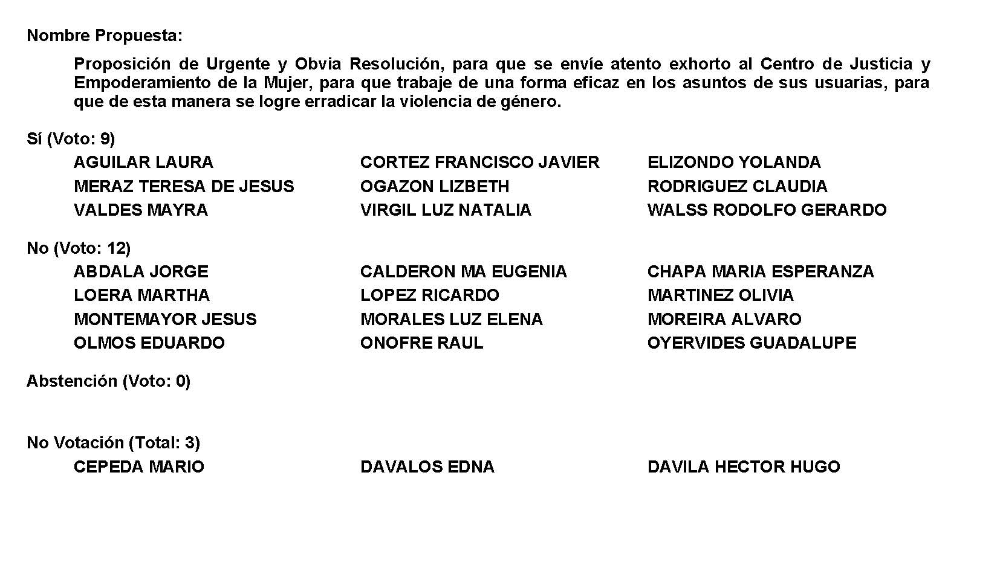 Nombre Propuesta:
Proposición de Urgente y Obvia Resolución, para que se envíe atento exhorto al Centro de Justicia y
Empoderamiento de la Mujer, para que trabaje de una forma eficaz en los asuntos de sus usuarias, para
que de esta manera se logre erradicar la violencia de género.
Sí (Voto: 9)
AGUILAR LAURA CORTEZ FRANCISCO JAVIER ELIZONDO YOLANDA
MERAZ TERESA DE JESUS OGAZON LIZBETH RODRIGUEZ CLAUDIA
VALDES MAYRA VIRGIL LUZ NATALIA WALSS RODOLFO GERARDO
No (Voto: 12)
ABDALA JORGE CALDERON MA EUGENIA CHAPA MARIA ESPERANZA
LOERA MARTHA LOPEZ RICARDO MARTINEZ OLIVIA
MONTEMAYOR JESUS MORALES LUZ ELENA MOREIRA ALVARO
OLMOS EDUARDO ONOFRE RAUL OYERVIDES GUADALUPE
Abstención (Voto: 0)
No Votación (Total: 3)
CEPEDA MARIO DAVALOS EDNA DAVILA HECTOR HUGO